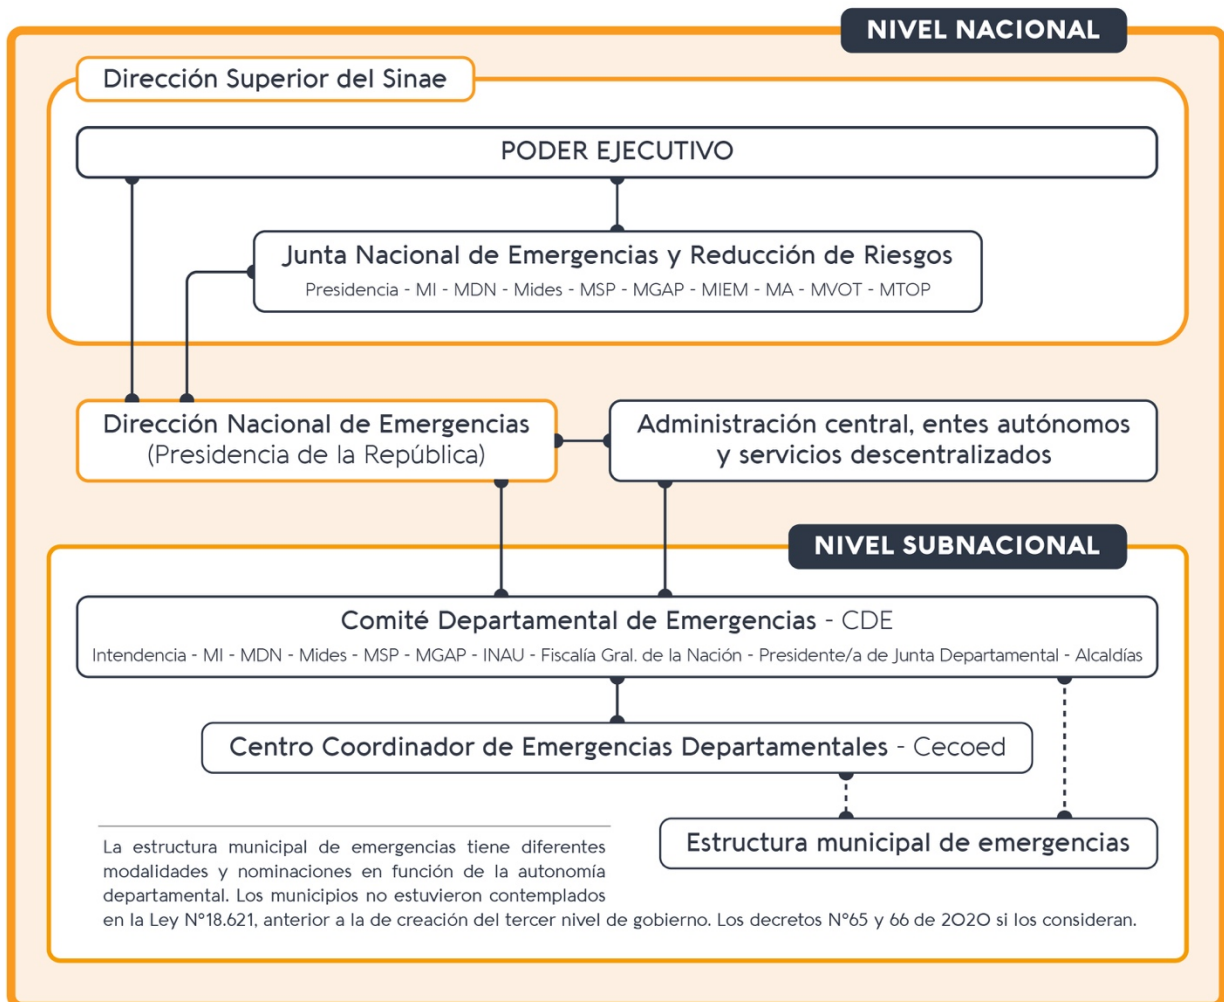 NIVEL NACIONAL
Dirección Superior del Sinae
PODER EJECUTIVO
Junta Nacional de Emergencias y Reducción de Riesgos
Presidencia - MI - MDN - Mides - MSP - MGAP - MIEM - MA - MVOT - MTOP
Dirección Nacional de Emergencias
(Presidencia de la República)
Administración central, entes autónomos
y servicios descentralizados
NIVEL SUBNACIONAL
Comité Departamental de Emergencias - CDE
Intendencia - MI - MDN - Mides - MSP - MGAP - INAU - Fiscalía Gral. de la Nación - Presidente/a de Junta Departamental - Alcaldías
Centro Coordinador de Emergencias Departamentales - Cecoed
Estructura municipal de emergencias
La estructura municipal de emergencias tiene diferentes
modalidades y nominaciones en función de la autonomía
departamental. Los municipios no estuvieron contemplados
en la Ley N°18.621, anterior a la de creación del tercer nivel de gobierno. Los decretos N°65 y 66 de 2020 si los consideran.